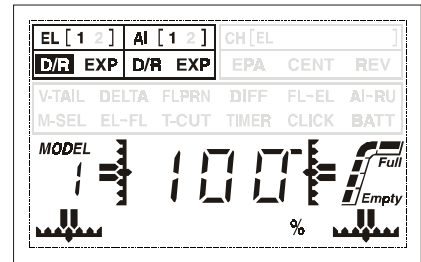 EL [ 1 2 ] AI [ 1 2 ] CH [ EL ]
D/R EXP D/R EXP EPA CENT REV
V-TAIL DELTA FLPRN DIFF FL-EL AI-RU
M-SEL EL-FL T-CUT TIMER CLICK BATT
MODEL
1 100 Full
Empty
%